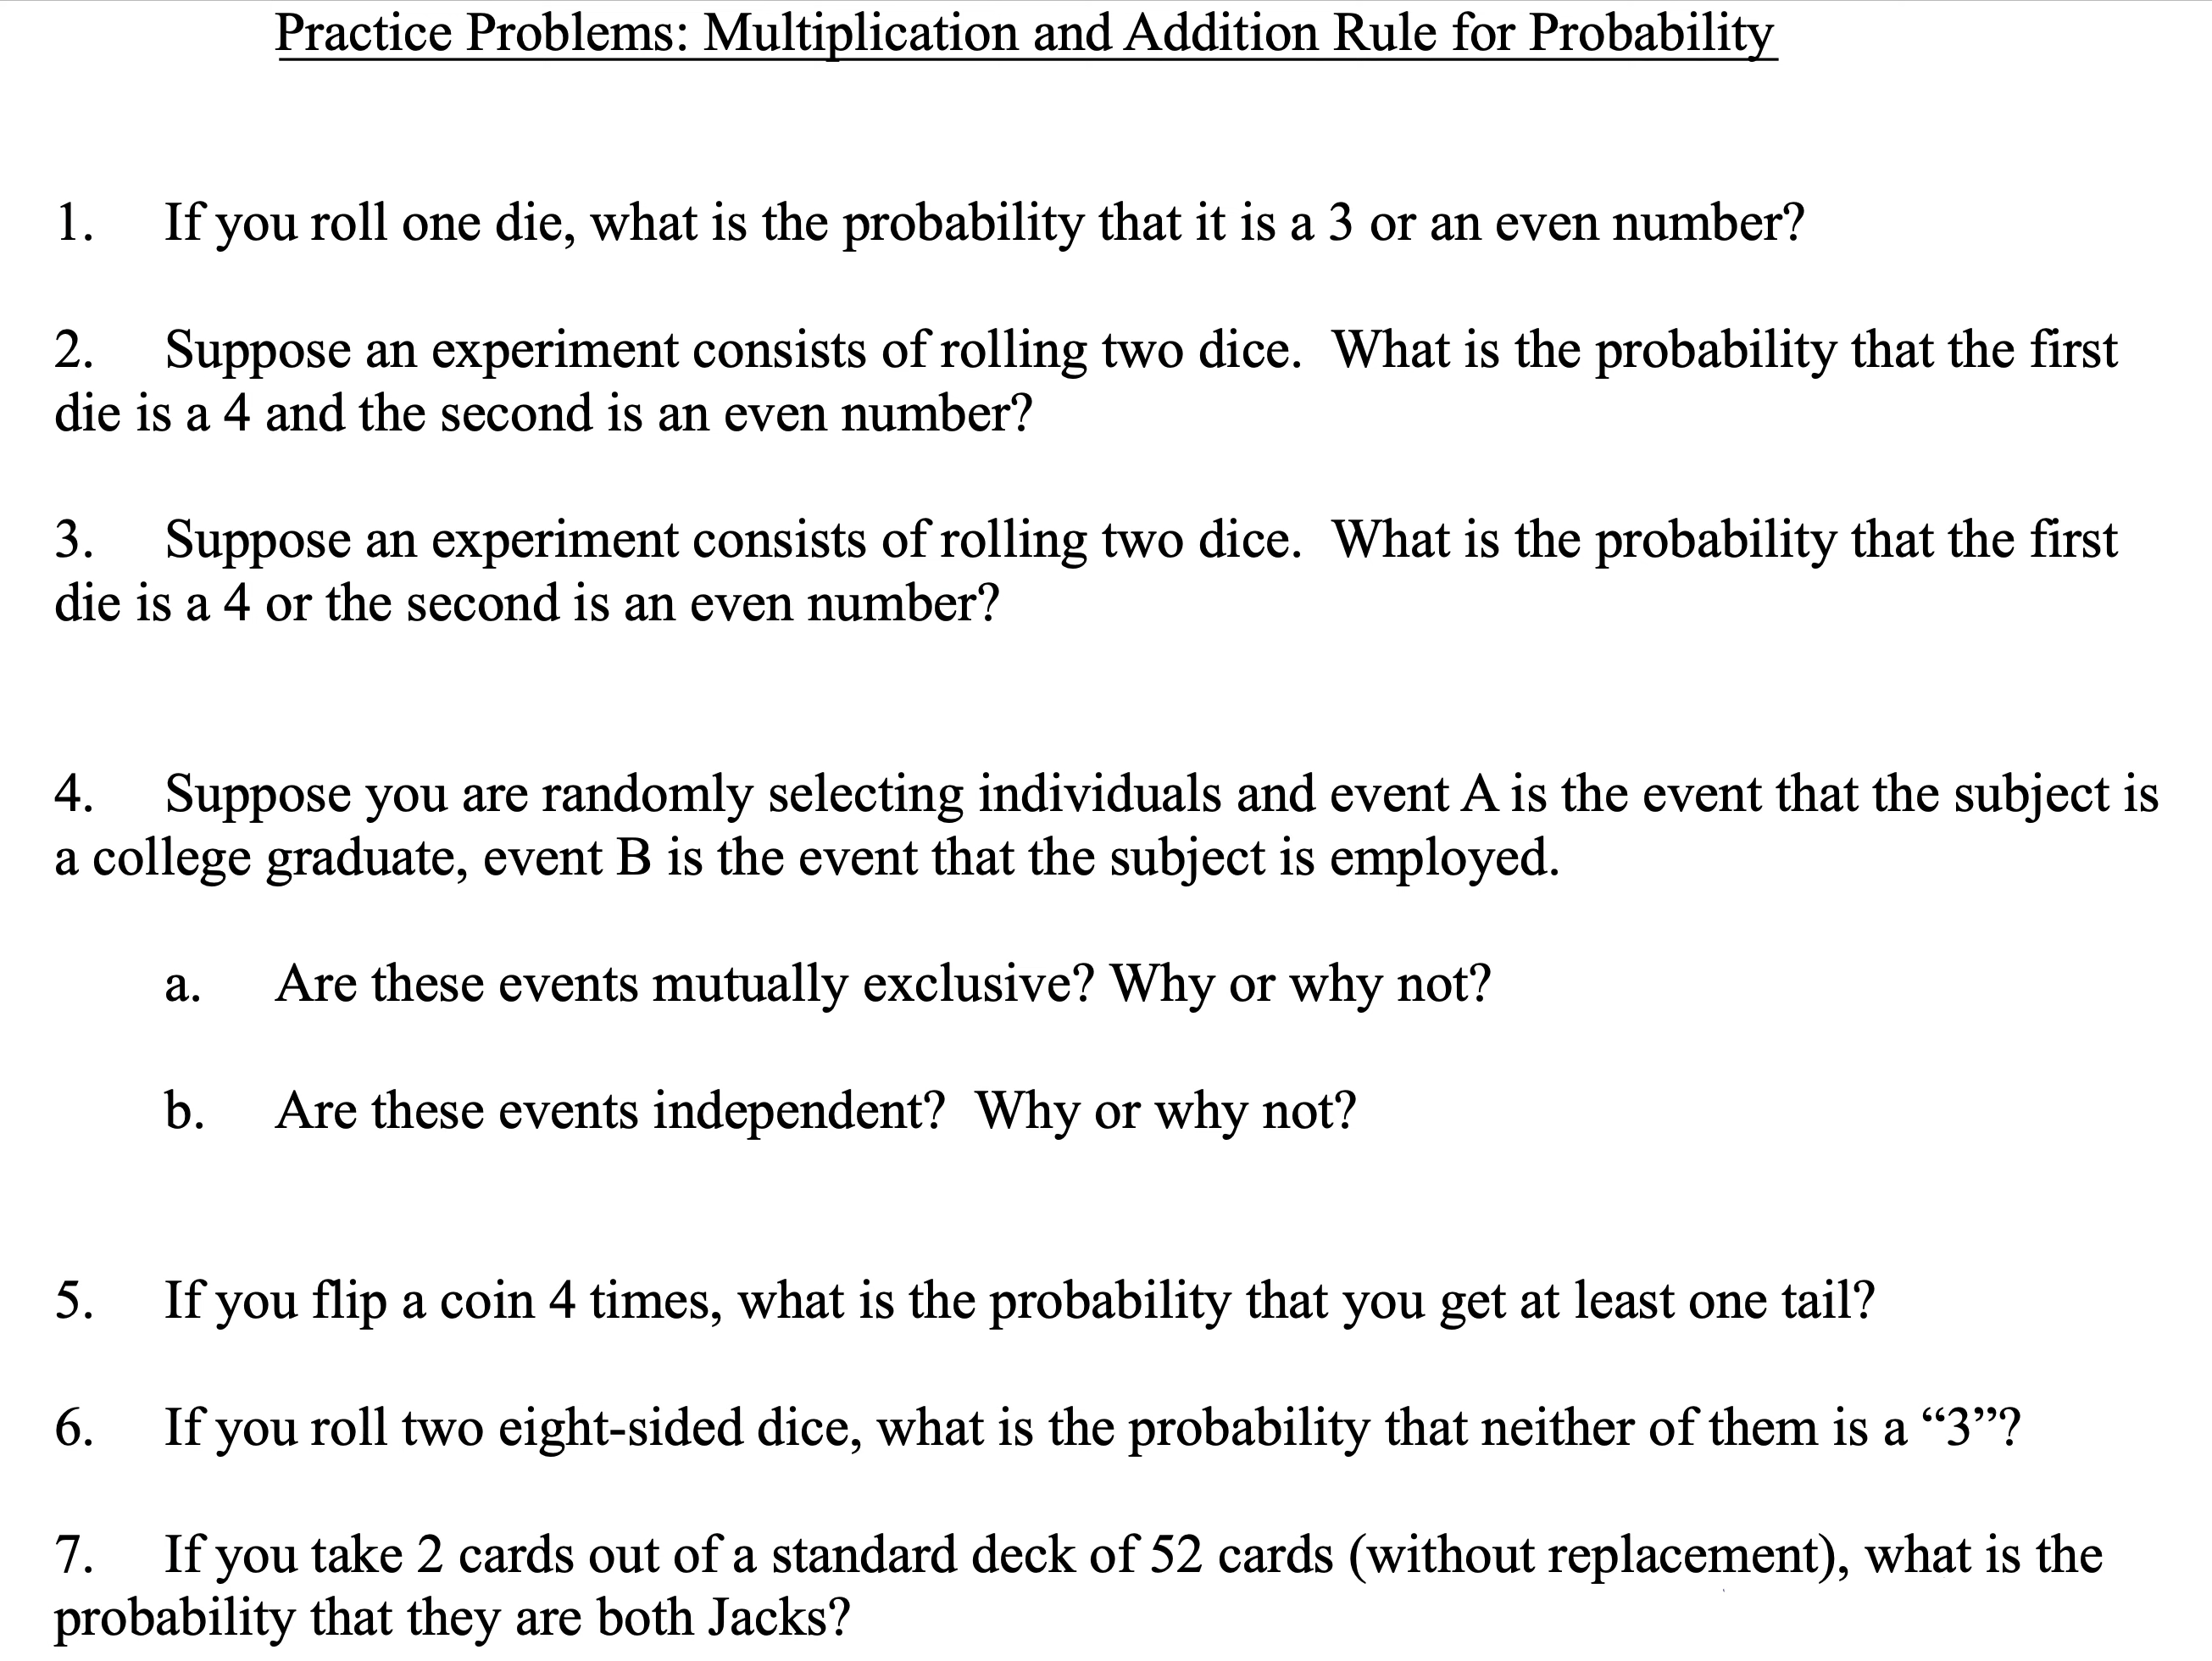 Practice Problems: Multiplication and Addition Rule for Probability
1. If you roll one die, what is the probability that it is a 3 or an even number?
2. Suppose an experiment consists of rolling two dice.  What is the probability that the first
die is a 4 and the second is an even number?
3. Suppose an experiment consists of rolling two dice.  What is the probability that the first
die is a 4 or the second is an even number?
4. Suppose you are randomly selecting individuals and event A is the event that the subject is
a college graduate, event B is the event that the subject is employed.
a. Are these events mutually exclusive? Why or why not?
b. Are these events independent?  Why or why not?
5. If you flip a coin 4 times, what is the probability that you get at least one tail?
6. If you roll two eight-sided dice, what is the probability that neither of them is a “3”?
7. If you take 2 cards out of a standard deck of 52 cards (without replacement), what is the
probability that they are both Jacks?